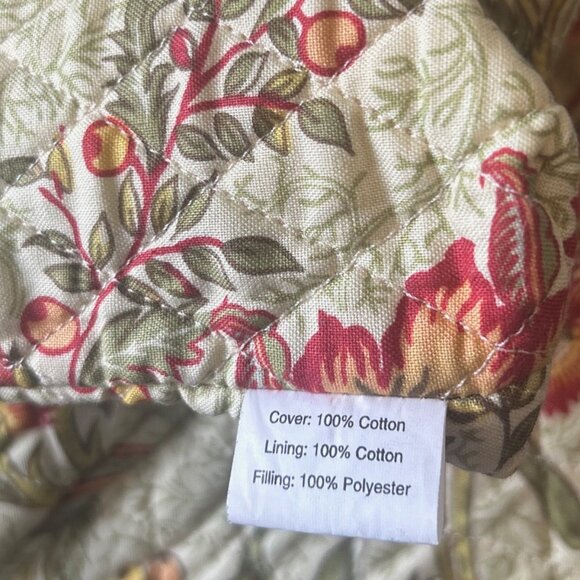 Cover: 100% Cotton
Lining: 100% Cotton
Filling: 100% Polyester